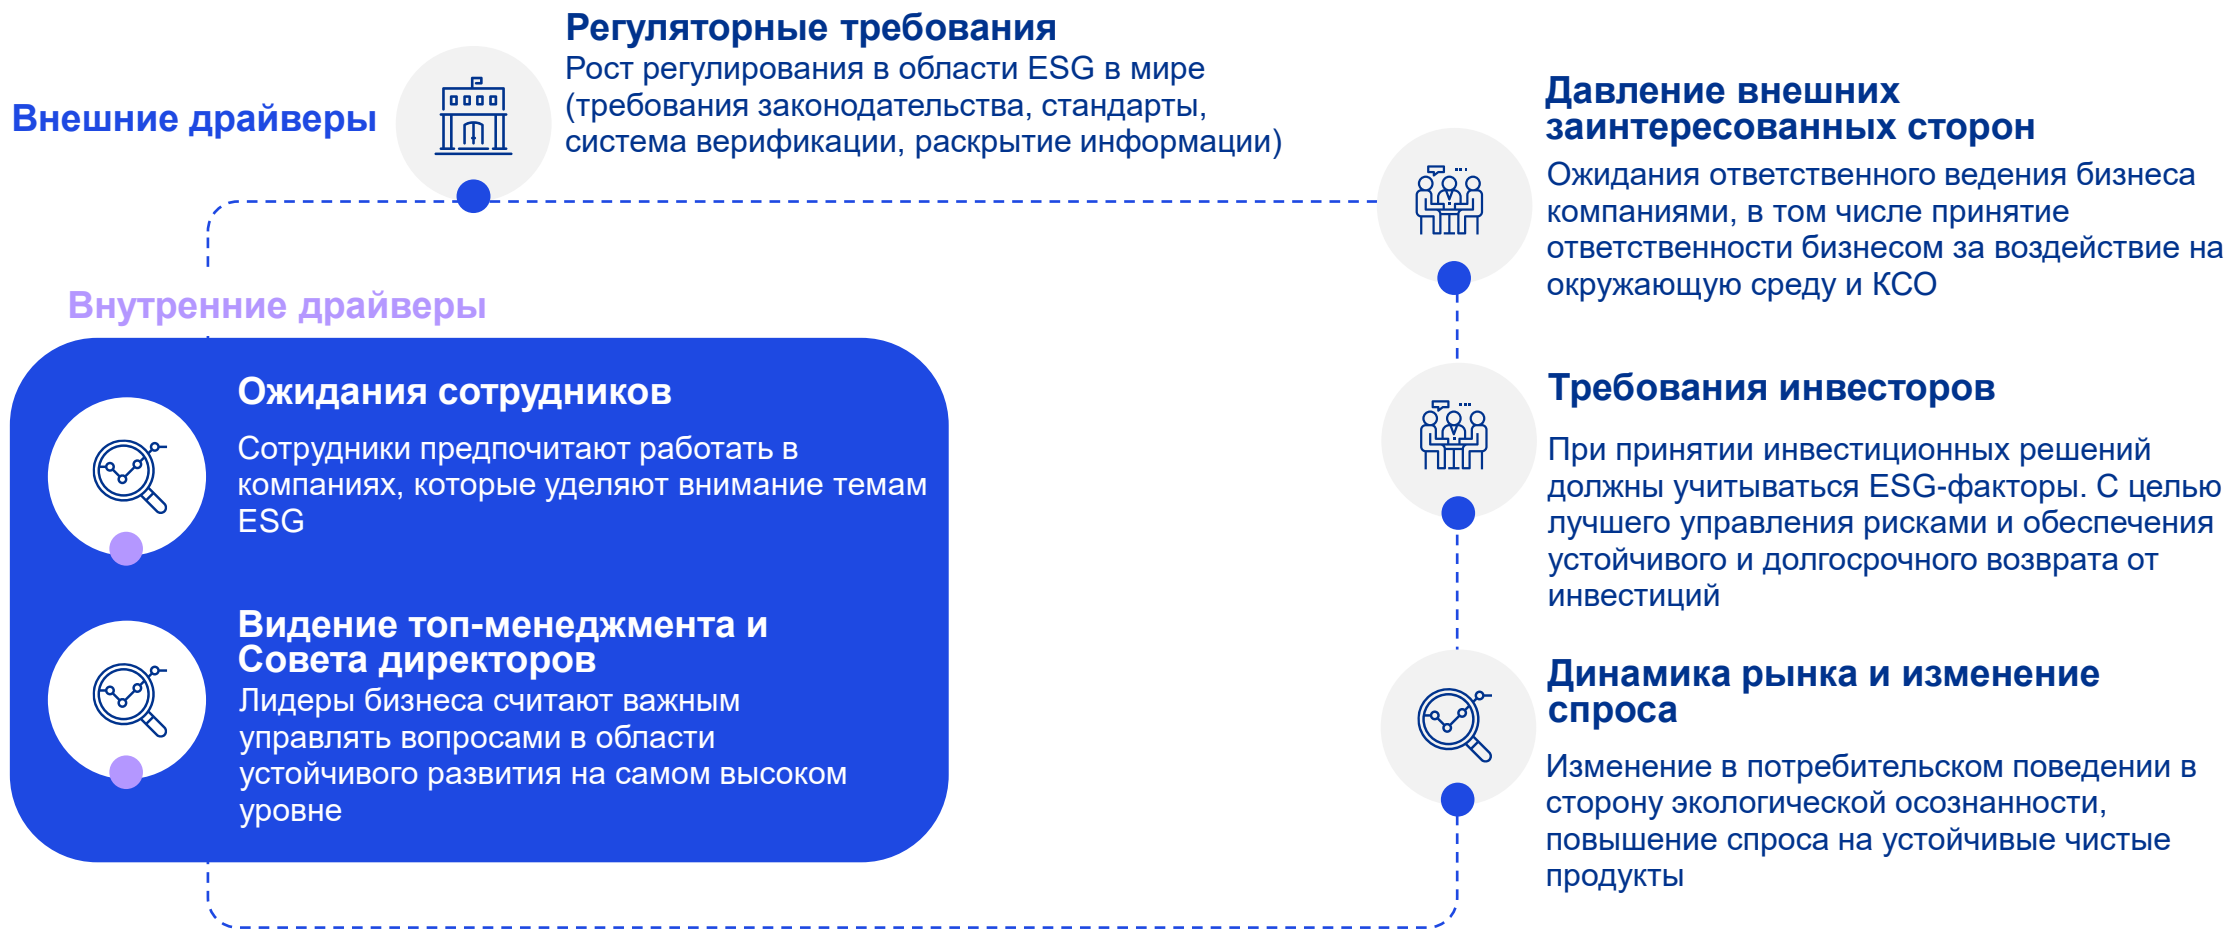 Внешние драйверы
Регуляторные требования
Рост регулирования в области ESG в мире
(требования законодательства, стандарты,
система верификации, раскрытие информации)
Давление внешних
заинтересованных сторон
Ожидания ответственного ведения бизнеса
компаниями, в том числе принятие
ответственности бизнесом за воздействие на
окружающую среду и КСО
Требования инвесторов
При принятии инвестиционных решений
должны учитываться ESG-факторы. С целью
лучшего управления рисками и обеспечения
устойчивого и долгосрочного возврата от
инвестиций
Динамика рынка и изменение
спроса
Изменение в потребительском поведении в
сторону экологической осознанности,
повышение спроса на устойчивые чистые
продукты
Внутренние драйверы
Ожидания сотрудников
Сотрудники предпочитают работать в
компаниях, которые уделяют внимание темам
ESG
Видение топ-менеджмента и
Совета директоров
Лидеры бизнеса считают важным
управлять вопросами в области
устойчивого развития на самом высоком
уровне